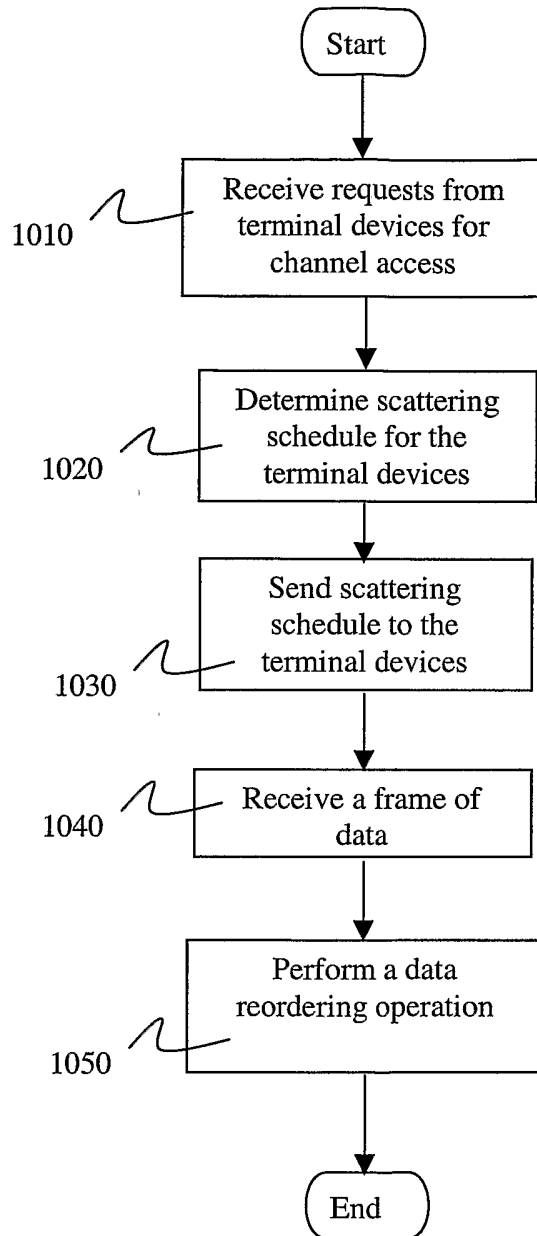 Start
Receive requests from
terminal devices for
channel access
1010
Determine scattering
schedule for the
terminal devices
1020
Send scattering
schedule to the
terminal devices
1030
Receive a frame of
data
1040
Perform a data
reordering operation
1050
End